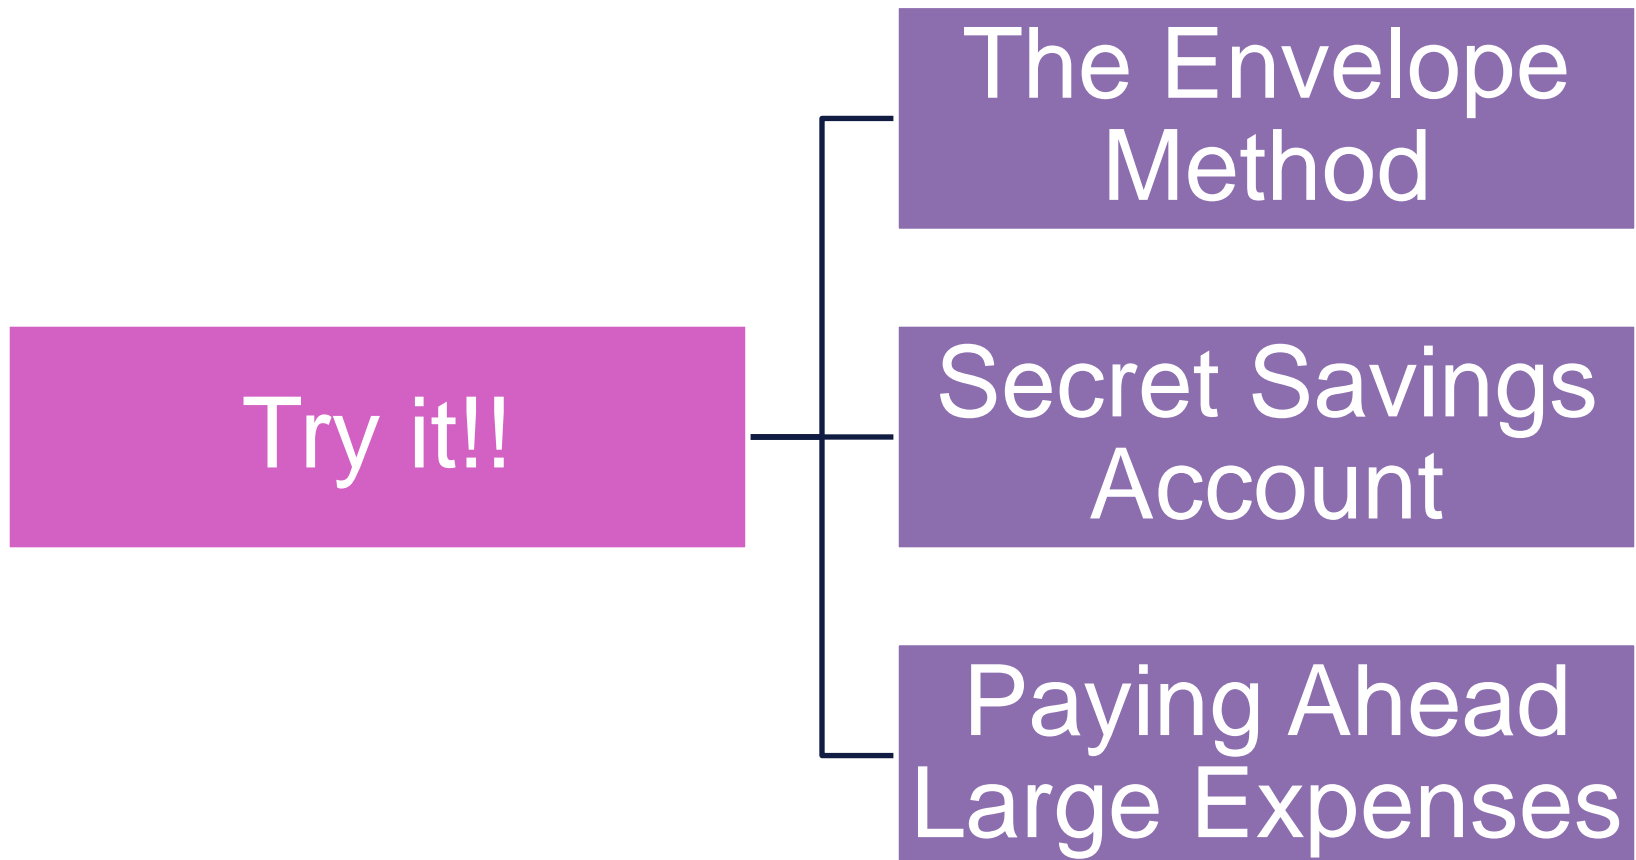 Try it!!
The Envelope
Method
Secret Savings
Account
Paying Ahead
Large Expenses